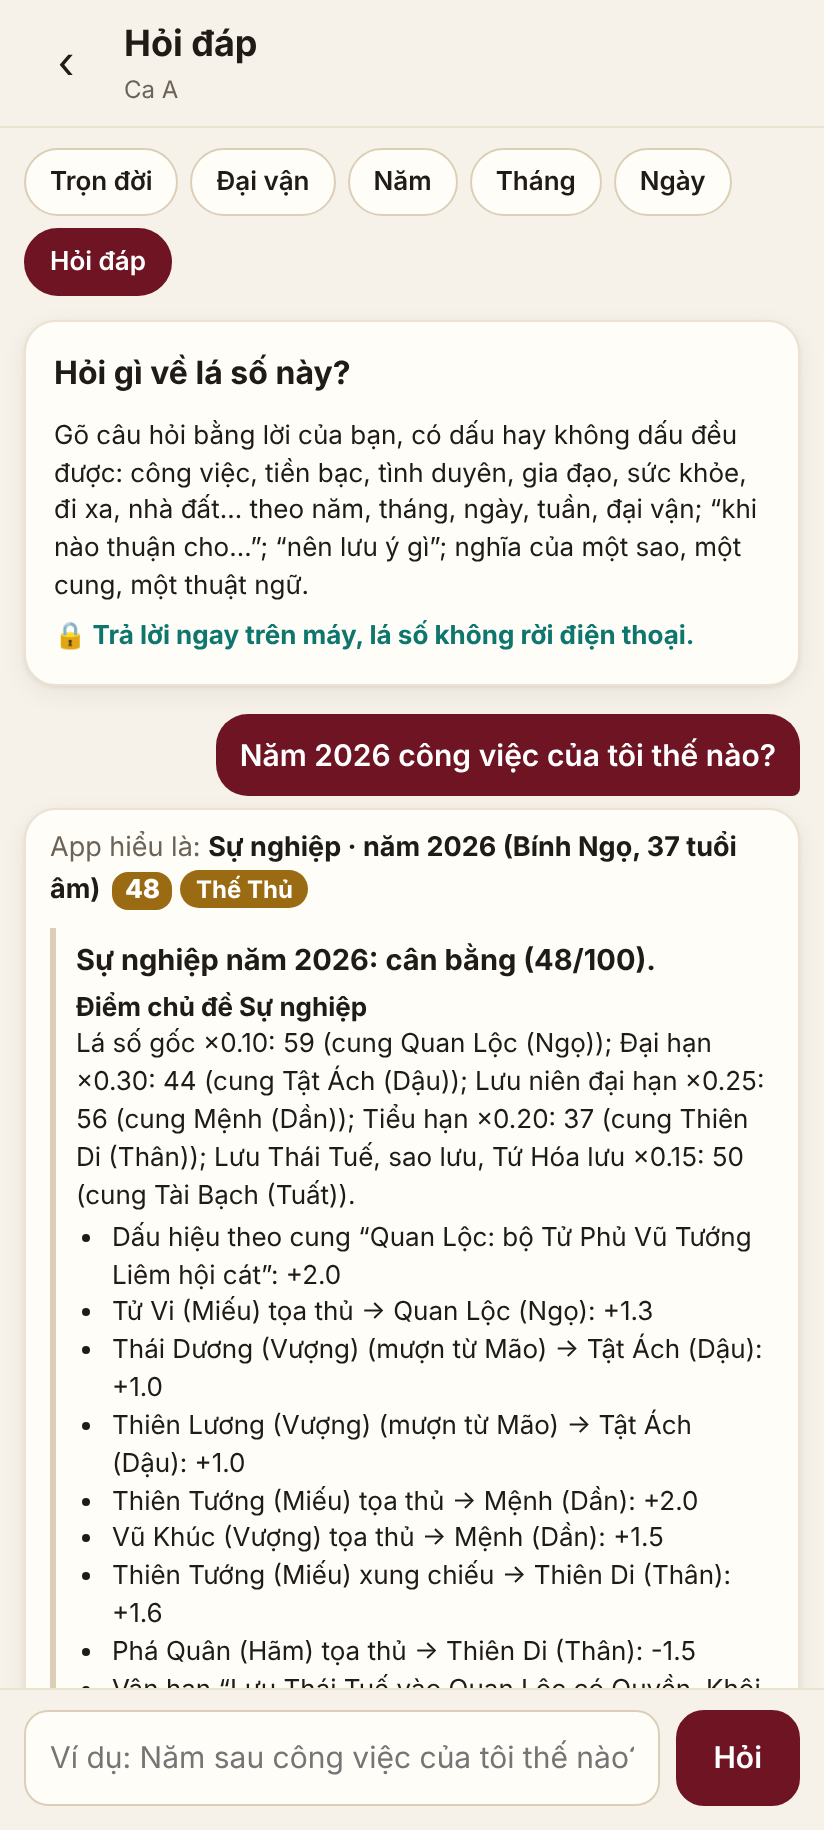 Hỏi đáp
Ca A
Trọn đời
Đại vận
Năm
Tháng
Ngày
Hỏi đáp
Hỏi gì về lá số này?
Gõ câu hỏi bằng lời của bạn, có dấu hay không dấu đều
được: công việc, tiền bạc, tình duyên, gia đạo, sức khỏe,
đi xa, nhà đất… theo năm, tháng, ngày, tuần, đại vận; “khi
nào thuận cho…”; “nên lưu ý gì”; nghĩa của một sao, một
cung, một thuật ngữ.
🔒 Trả lời ngay trên máy, lá số không rời điện thoại.
Năm 2026 công việc của tôi thế nào?
App hiểu là: Sự nghiệp · năm 2026 (Bính Ngọ, 37 tuổi
âm) 48 Thế Thủ
Sự nghiệp năm 2026: cân bằng (48/100).
Điểm chủ đề Sự nghiệp
Lá số gốc ×0.10: 59 (cung Quan Lộc (Ngọ)); Đại hạn
×0.30: 44 (cung Tật Ách (Dậu)); Lưu niên đại hạn ×0.25:
56 (cung Mệnh (Dần)); Tiểu hạn ×0.20: 37 (cung Thiên
Di (Thân)); Lưu Thái Tuế, sao lưu, Tứ Hóa lưu ×0.15: 50
(cung Tài Bạch (Tuất)).
• Dấu hiệu theo cung “Quan Lộc: bộ Tử Phủ Vũ Tướng
Liêm hội cát”: +2.0
• Tử Vi (Miếu) tọa thủ → Quan Lộc (Ngọ): +1.3
• Thái Dương (Vượng) (mượn từ Mão) → Tật Ách (Dậu):
+1.0
• Thiên Lương (Vượng) (mượn từ Mão) → Tật Ách
(Dậu): +1.0
• Thiên Tướng (Miếu) tọa thủ → Mệnh (Dần): +2.0
• Vũ Khúc (Vượng) tọa thủ → Mệnh (Dần): +1.5
• Thiên Tướng (Miếu) xung chiếu → Thiên Di (Thân):
+1.6
• Phá Quân (Hãm) tọa thủ → Thiên Di (Thân): -1.5
• Vận hạn “Lưu Thái Tuế vào Quan Lộc có Quyền, Khôi
Ví dụ: Năm sau công việc của tôi thế nào?
Hỏi